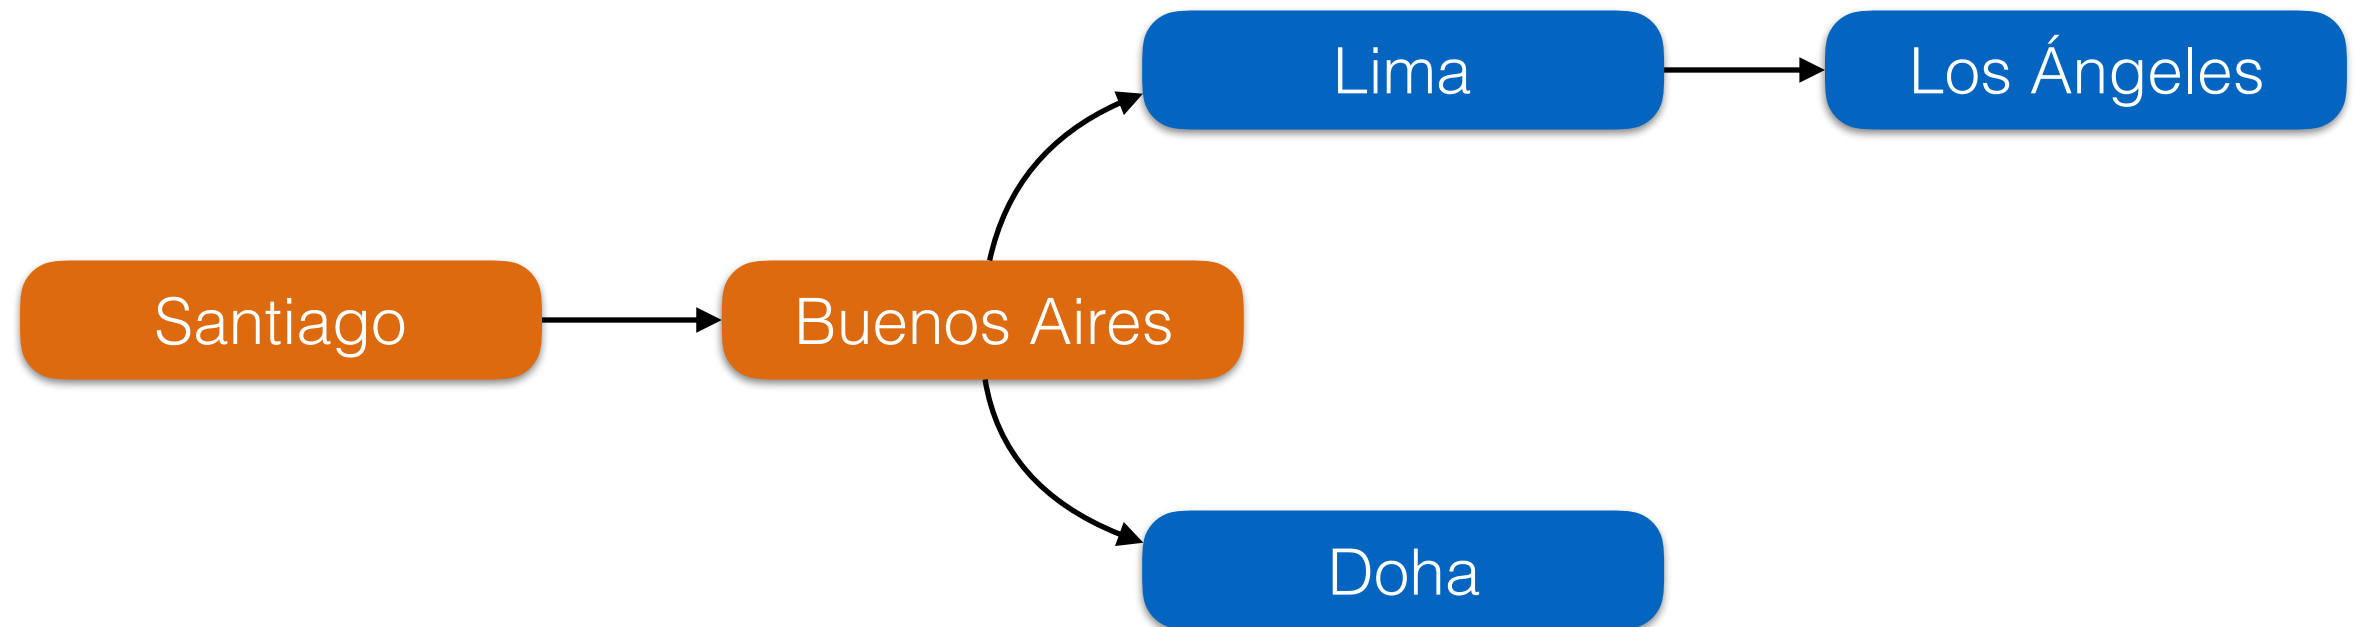 Lima
Los Ángeles
Santiago
Buenos Aires
Doha